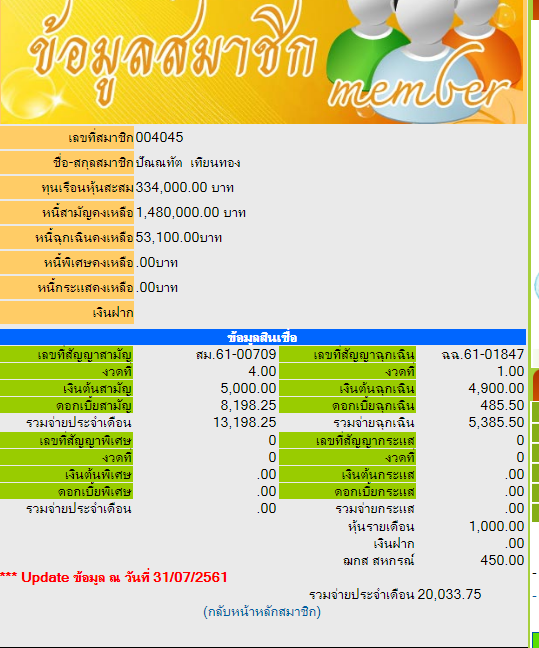 ข้อมูลสมาชิก
member
เลขที่สมาชิก 004045
ชื่อ-สกุลสมาชิก ปัณณทัต เทียนทอง
ทุนเรือนหุ้นสะสม 334,000.00 บาท
หนี้สามัญคงเหลือ 1,480,000.00 บาท
หนี้ฉุกเฉินคงเหลือ 53,100.00บาท
หนี้พิเศษคงเหลือ .00บาท
หนี้กระแสคงเหลือ .00บาท
เงินฝาก
ข้อมูลสินเชื่อ
เลขที่สัญญาสามัญ สม.61-00709 เลขที่สัญญาฉุกเฉิน ฉฉ.61-01847
งวดที่ 4.00 งวดที่ 1.00
เงินต้นสามัญ 5,000.00 เงินต้นฉุกเฉิน 4,900.00
ดอกเบี้ยสามัญ 8,198.25 ดอกเบี้ยฉุกเฉิน 485.50
รวมจ่ายประจำเดือน 13,198.25 รวมจ่ายฉุกเฉิน 5,385.50
เลขที่สัญญาพิเศษ 0 เลขที่สัญญากระแส 0
งวดที่ 0 งวดที่ 0
เงินต้นพิเศษ .00 เงินต้นกระแส .00
ดอกเบี้ยพิเศษ .00 ดอกเบี้ยกระแส .00
รวมจ่ายประจำเดือน .00 รวมจ่ายกระแส .00
หุ้นรายเดือน 1,000.00
เงินฝาก .00
ฌกส สหกรณ์ 450.00
*** Update ข้อมูล ณ วันที่ 31/07/2561
รวมจ่ายประจำเดือน 20,033.75
(กลับหน้าหลักสมาชิก)